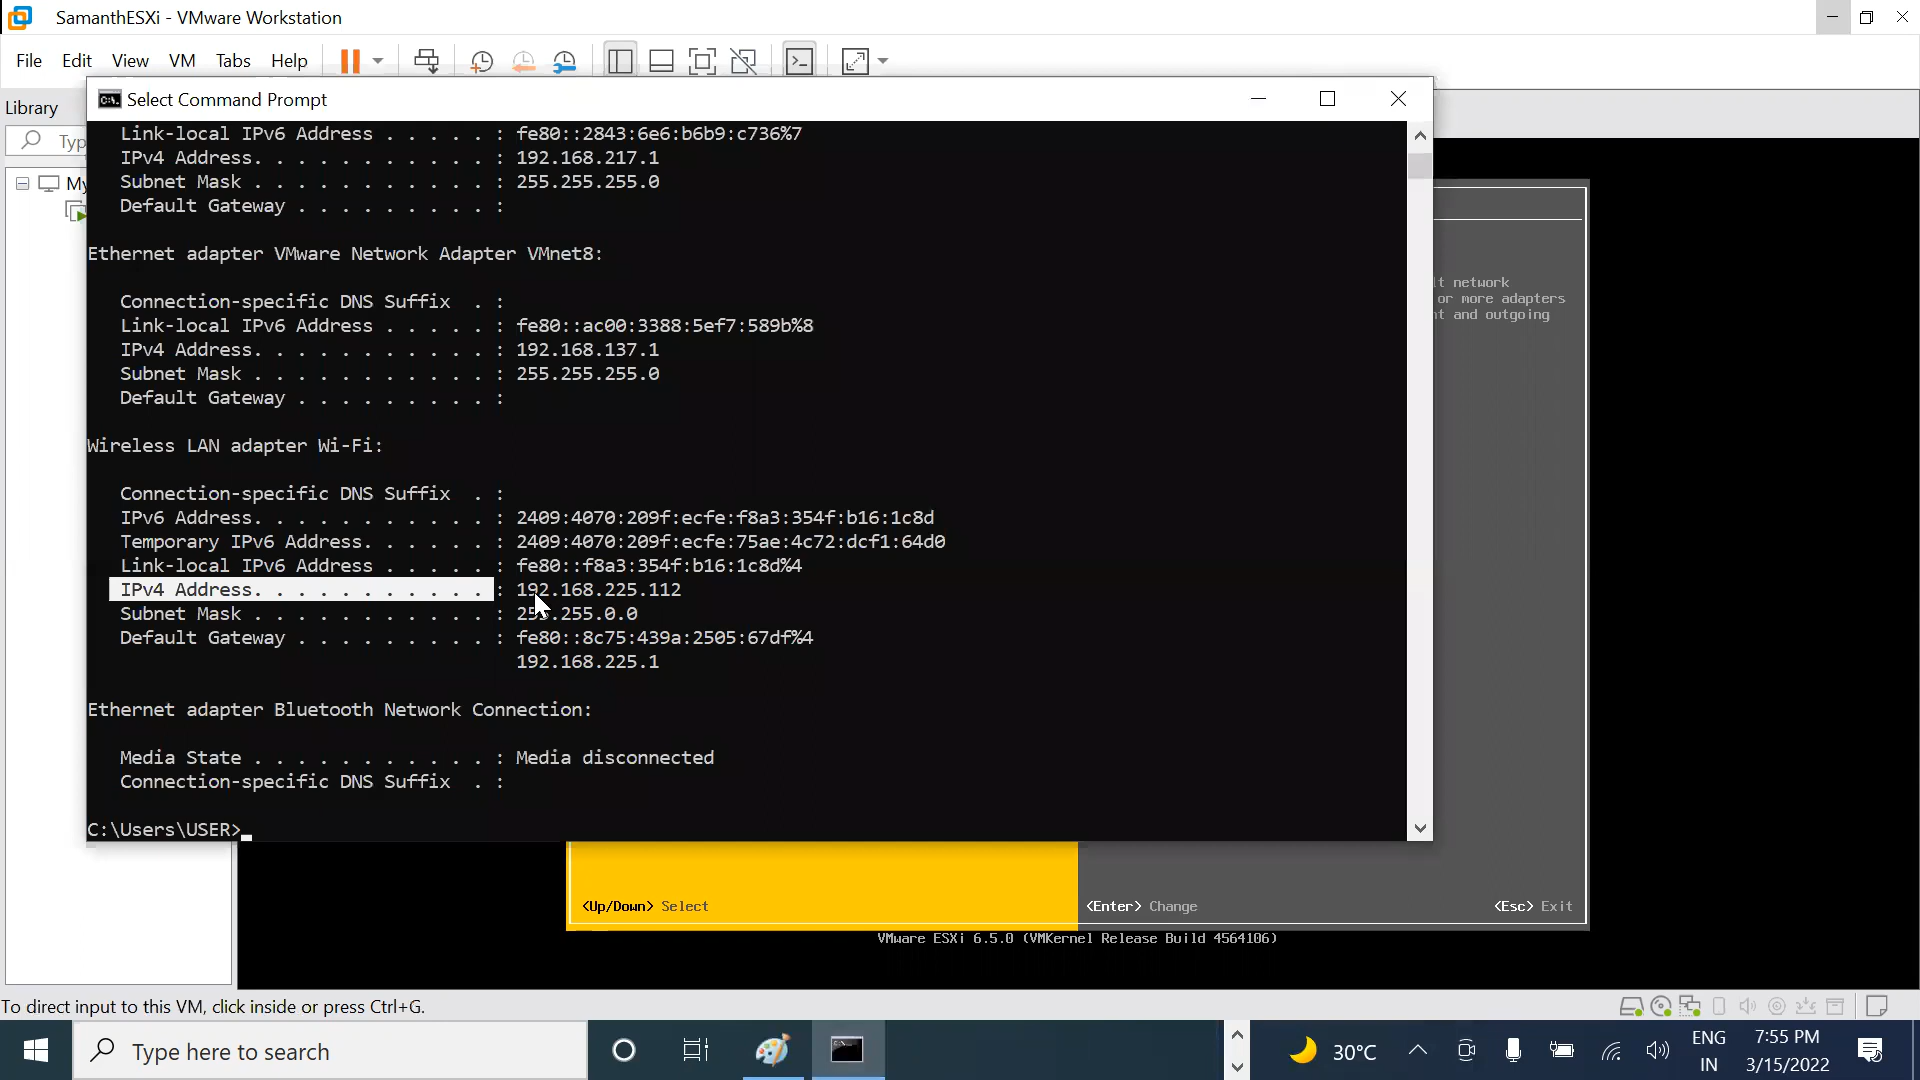 SamanthESXi - VMware Workstation
File Edit View VM Tabs Help
Library
Typ
My
Select Command Prompt
Link-local IPv6 Address . . . . . : fe80::2843:6e6:b6b9:c736%7
IPv4 Address. . . . . . . . . . . : 192.168.217.1
Subnet Mask . . . . . . . . . . . : 255.255.255.0
Default Gateway . . . . . . . . . :
Ethernet adapter VMware Network Adapter VMnet8:
Connection-specific DNS Suffix . :
Link-local IPv6 Address . . . . . : fe80::ac00:3388:5ef7:589b%8
IPv4 Address. . . . . . . . . . . : 192.168.137.1
Subnet Mask . . . . . . . . . . . : 255.255.255.0
Default Gateway . . . . . . . . . :
Wireless LAN adapter Wi-Fi:
Connection-specific DNS Suffix . :
IPv6 Address. . . . . . . . . . . : 2409:4070:209f:ecfe:f8a3:354f:b16:1c8d
Temporary IPv6 Address. . . . . . : 2409:4070:209f:ecfe:75ae:4c72:dcf1:64d0
Link-local IPv6 Address . . . . . : fe80::f8a3:354f:b16:1c8d%4
IPv4 Address. . . . . . . . . . . : 192.168.225.112
Subnet Mask . . . . . . . . . . . : 255.255.0.0
Default Gateway . . . . . . . . . : fe80::8c75:439a:2505:67df%4
192.168.225.1
Ethernet adapter Bluetooth Network Connection:
Media State . . . . . . . . . . . : Media disconnected
Connection-specific DNS Suffix . :
C:\Users\USER>
lt network
or more adapters
nt and outgoing
<Up/Down> Select <Enter> Change <Esc> Exit
VMware ESXi 6.5.0 (VMKernel Release Build 4564106)
To direct input to this VM, click inside or press Ctrl+G.
Type here to search
30°C
ENG
IN
7:55 PM
3/15/2022